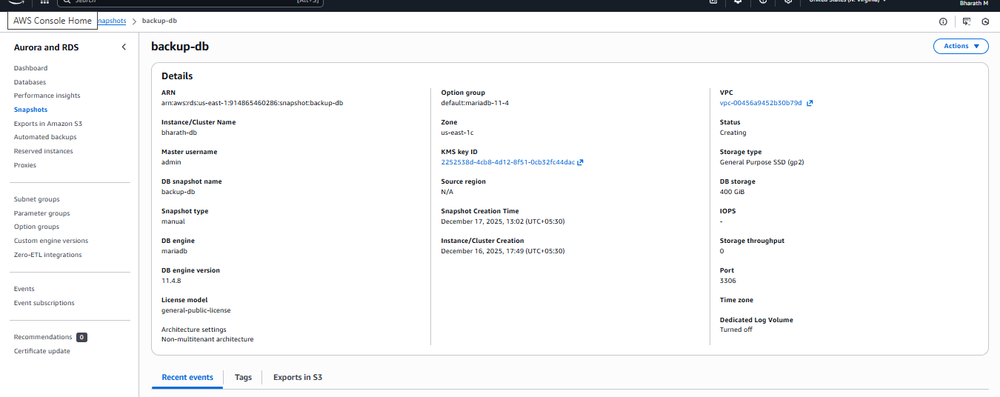 Search
[Alt+S]
United States (N. Virginia)
Bharath M
AWS Console Home
napshots
backup-db
Aurora and RDS
Dashboard
Databases
Performance insights
Snapshots
Exports in Amazon S3
Automated backups
Reserved instances
Proxies
Subnet groups
Parameter groups
Option groups
Custom engine versions
Zero-ETL integrations
Events
Event subscriptions
Recommendations 0
Certificate update
backup-db
Actions
Details
ARN
arn:aws:rds:us-east-1:914865460286:snapshot:backup-db
Instance/Cluster Name
bharath-db
Master username
admin
DB snapshot name
backup-db
Snapshot type
manual
DB engine
mariadb
DB engine version
11.4.8
License model
general-public-license
Architecture settings
Non-multitenant architecture
Option group
default:mariadb-11-4
Zone
us-east-1c
KMS key ID
2252538d-4cb8-4d12-8f51-0cb32fc44dac
Source region
N/A
Snapshot Creation Time
December 17, 2025, 13:02 (UTC+05:30)
Instance/Cluster Creation
December 16, 2025, 17:49 (UTC+05:30)
VPC
vpc-00456a9452b30b79d
Status
Creating
Storage type
General Purpose SSD (gp2)
DB storage
400 GiB
IOPS
-
Storage throughput
0
Port
3306
Time zone
Dedicated Log Volume
Turned off
Recent events
Tags
Exports in S3